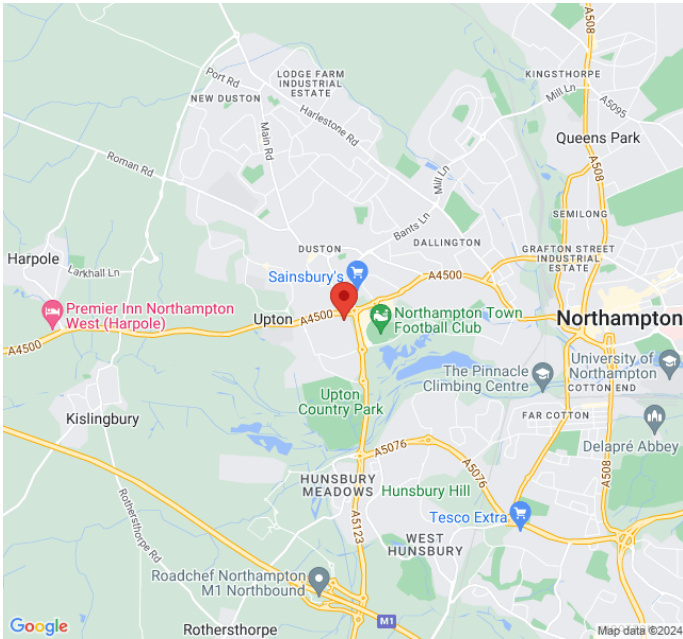 A508
KINGSTHORPE
LODGE FARM
INDUSTRIAL
ESTATE
Port Rd
NEW DUSTON
Mill Ln
A5095
Harlestone Rd
Main Rd
Queens Park
Roman Rd
A508
Mill Ln
SEMILONG
Bants Ln
DUSTON
DALLINGTON
GRAFTON STREET
INDUSTRIAL
ESTATE
Harpole
Larkhall Ln
Sainsbury's
A4500
Premier Inn Northampton
West (Harpole)
Upton
A4500
Northampton Town
Football Club
Northampton
A4500
The Pinnacle
Climbing Centre
University of
Northampton
COTTON END
Upton
Country Park
Kislingbury
FAR COTTON
Delapré Abbey
A5076
HUNSBURY
MEADOWS
Hunsbury Hill
A5076
A508
Rothersthorpe Rd
A5123
Tesco Extra
WEST
HUNSBURY
Roadchef Northampton
M1 Northbound
M1
Google
Rothersthorpe
Map data ©2024